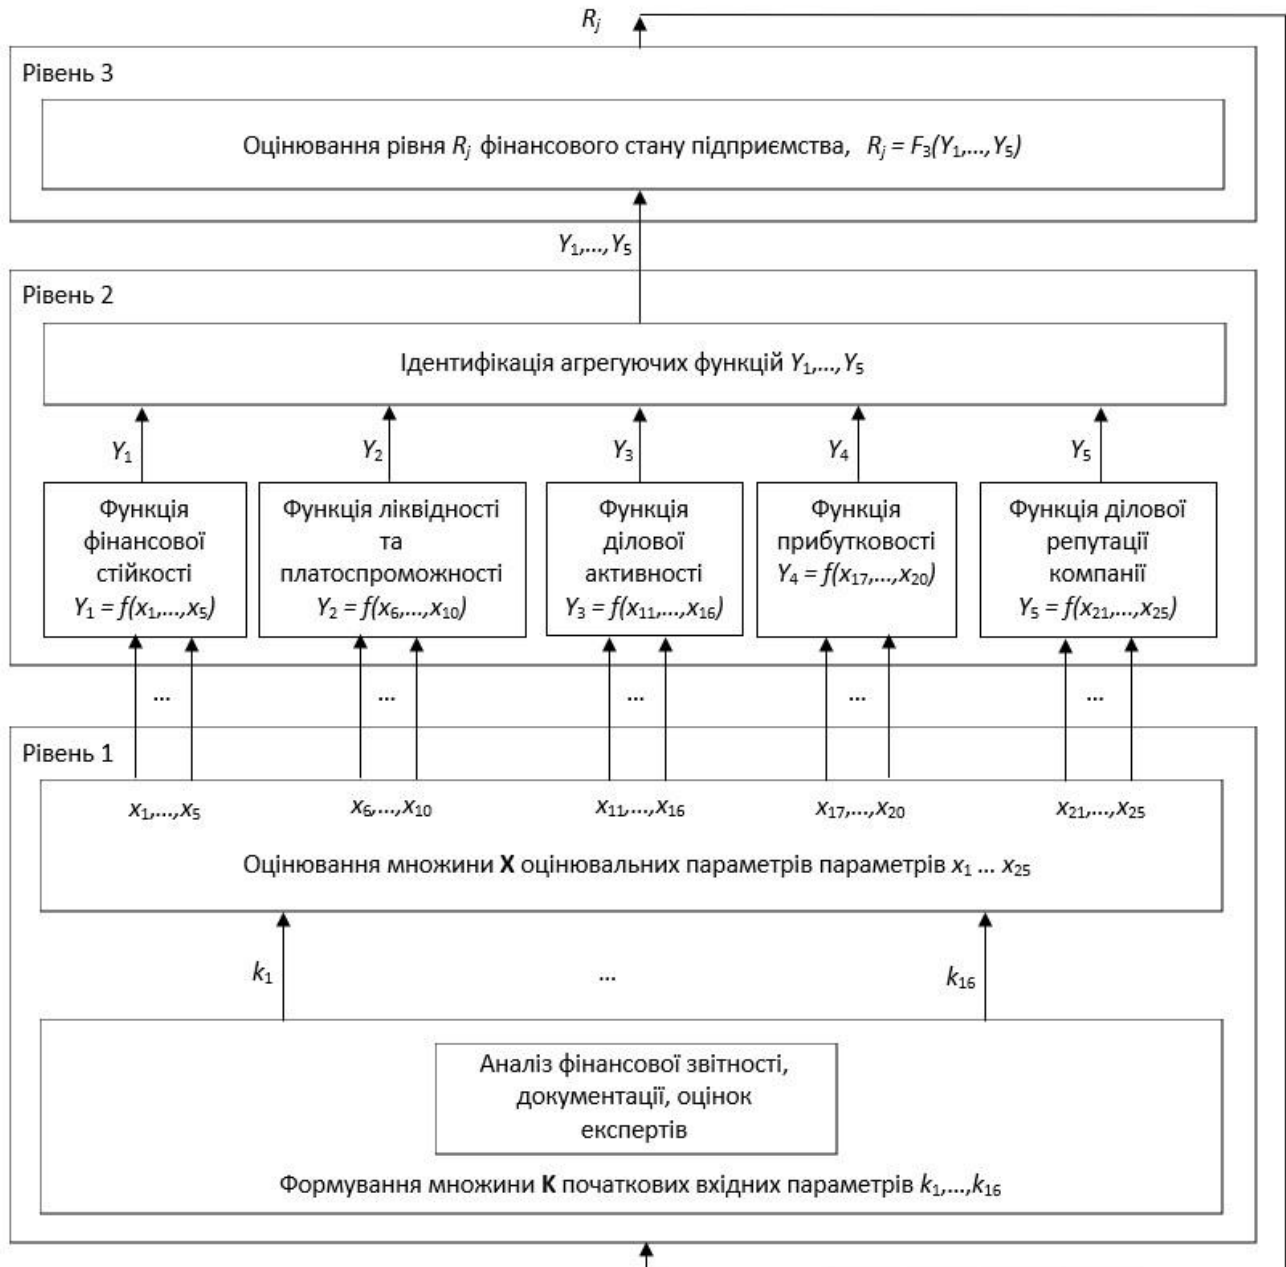 Rⱼ
Рівень 3
Оцінювання рівня Rⱼ фінансового стану підприємства, Rⱼ = F₃(Y₁,...,Y₅)
Y₁,...,Y₅
Рівень 2
Ідентифікація агрегуючих функцій Y₁,...,Y₅
Y₁
Y₂
Y₃
Y₄
Y₅
Функція
фінансової
стійкості
Y₁ = f(x₁,...,x₅)
Функція ліквідності
та
платоспроможності
Y₂ = f(x₆,...,x₁₀)
Функція
ділової
активності
Y₃ = f(x₁₁,...,x₁₆)
Функція
прибутковості
Y₄ = f(x₁₇,...,x₂₀)
Функція ділової
репутації
компанії
Y₅ = f(x₂₁,...,x₂₅)
...
...
...
...
...
Рівень 1
x₁,...,x₅
x₆,...,x₁₀
x₁₁,...,x₁₆
x₁₇,...,x₂₀
x₂₁,...,x₂₅
Оцінювання множини X оцінювальних параметрів параметрів x₁ ... x₂₅
k₁
...
k₁₆
Аналіз фінансової звітності,
документації, оцінок
експертів
Формування множини K початкових вхідних параметрів k₁,...,k₁₆